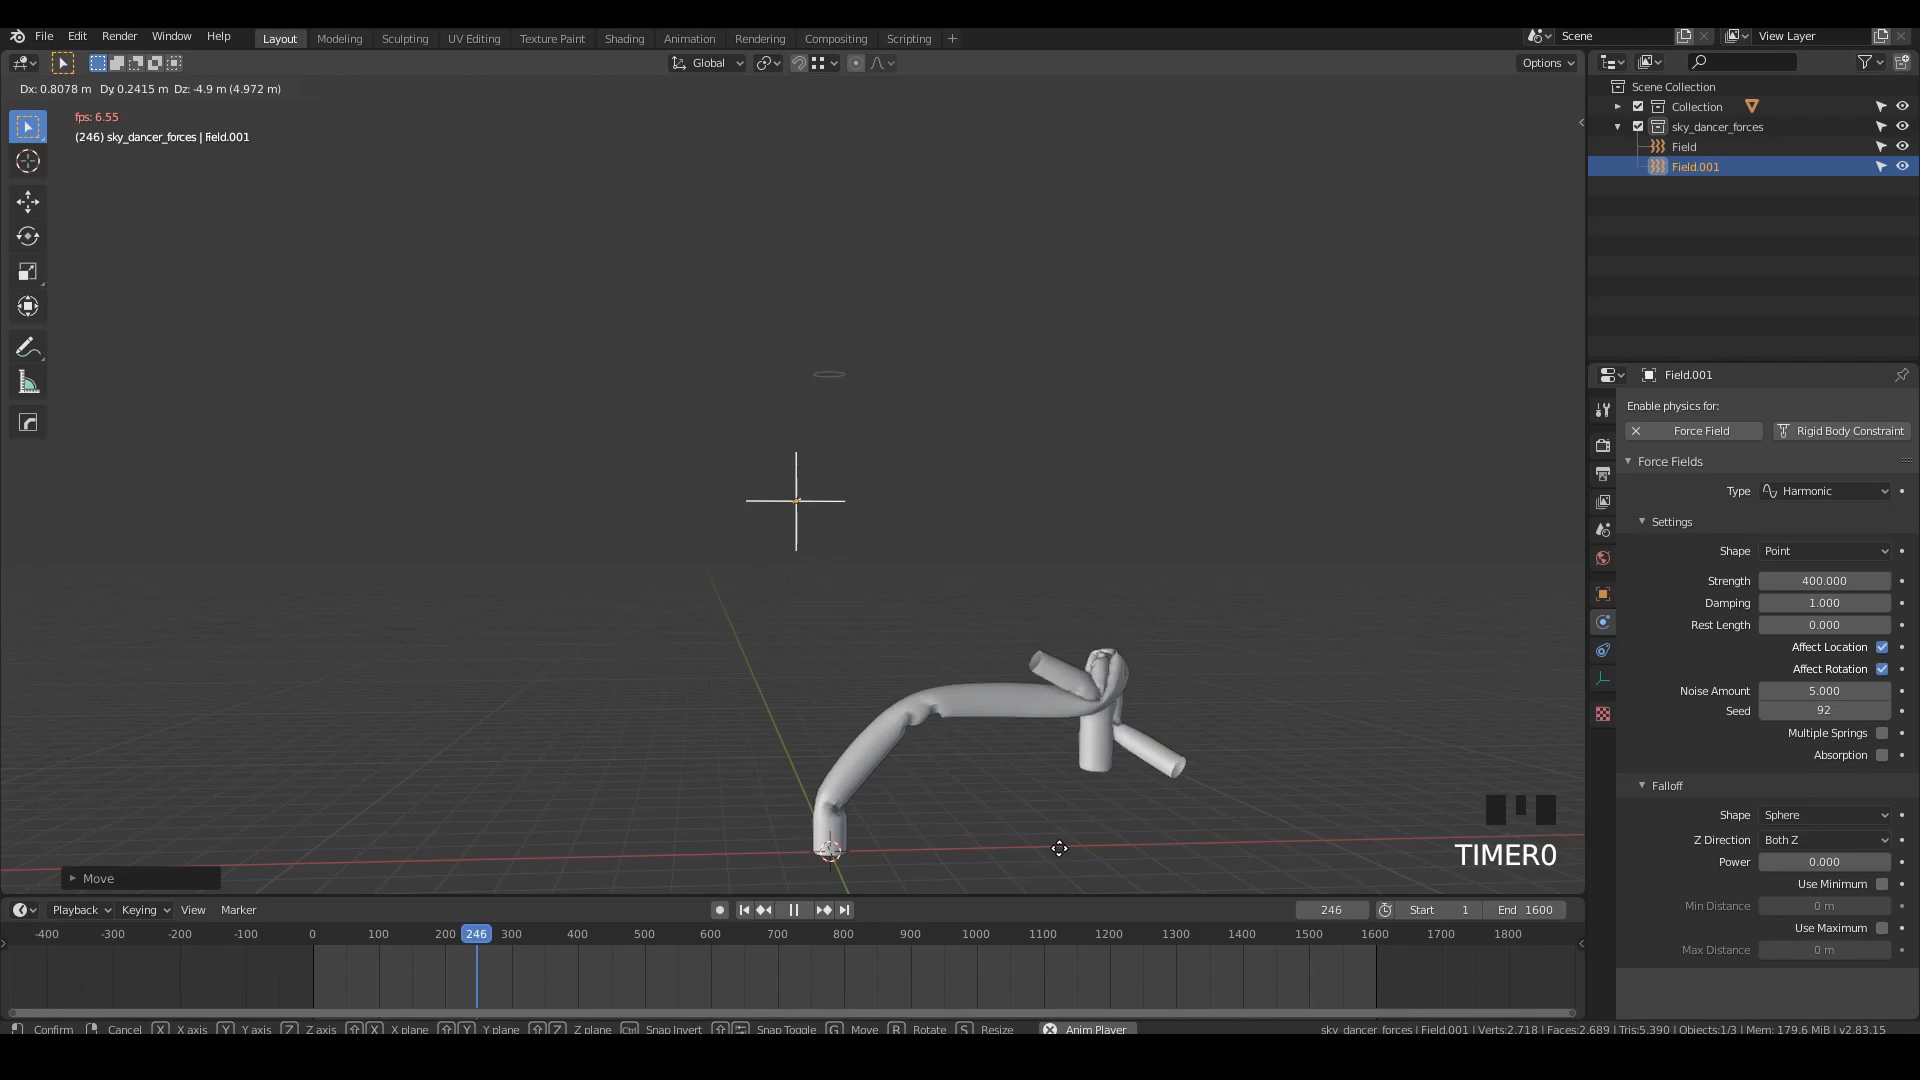 File Edit Render Window Help Layout Modeling Sculpting UV Editing Texture Paint Shading Animation Rendering Compositing Scripting + Scene View Layer
Global Options
Dx: 0.8078 m Dy: 0.2415 m Dz: -4.9 m (4.972 m)
fps: 6.55
(246) sky_dancer_forces | Field.001
Scene Collection
Collection
sky_dancer_forces
Field
Field.001
Field.001
Enable physics for:
Force Field Rigid Body Constraint
Force Fields
Type Harmonic
Settings
Shape Point
Strength 400.000
Damping 1.000
Rest Length 0.000
Affect Location
Affect Rotation
Noise Amount 5.000
Seed 92
Multiple Springs
Absorption
Falloff
Shape Sphere
Z Direction Both Z
Power 0.000
Use Minimum
Min Distance 0 m
Use Maximum
Max Distance 0 m
TIMER0
Move
Playback Keying View Marker 246 Start 1 End 1600
-400 -300 -200 -100 0 100 200 246 300 400 500 600 700 800 900 1000 1100 1200 1300 1400 1500 1600 1700 1800
Confirm Cancel X X axis Y Y axis Z Z axis X X plane Y Y plane Z Z plane Ctrl Snap Invert Snap Toggle G Move R Rotate S Resize Anim Player sky_dancer_forces | Field.001 | Verts:2.718 | Faces:2.689 | Tris:5.390 | Objects:1/3 | Mem: 179.6 MiB | v2.83.15